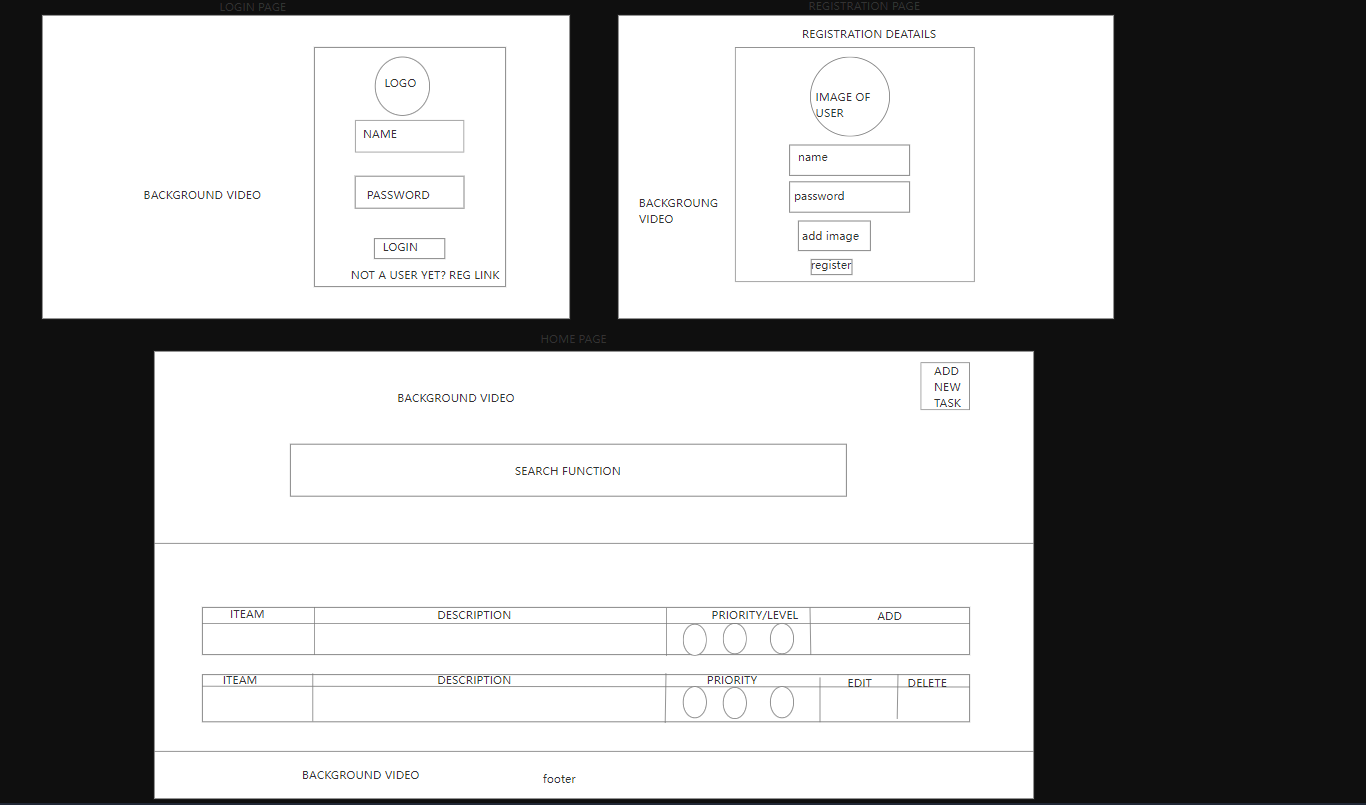 LOGIN PAGE
LOGO
NAME
BACKGROUND VIDEO
PASSWORD
LOGIN
NOT A USER YET? REG LINK
REGISTRATION PAGE
REGISTRATION DEATAILS
IMAGE OF
USER
name
password
BACKGROUNG
VIDEO
add image
register
HOME PAGE
ADD
NEW
TASK
BACKGROUND VIDEO
SEARCH FUNCTION
ITEAM DESCRIPTION PRIORITY/LEVEL ADD
ITEAM DESCRIPTION PRIORITY EDIT DELETE
BACKGROUND VIDEO footer